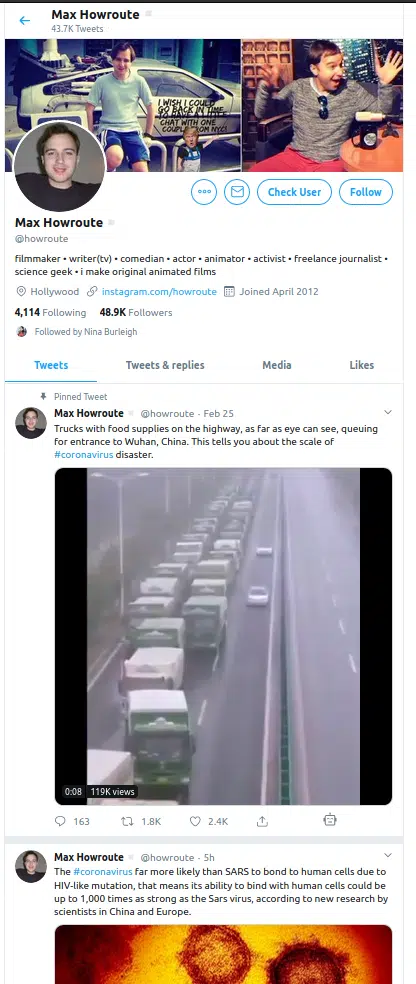 Max Howroute
43.7K Tweets
I WISH I COULD
GO BACK IN TIME
TO HAVE A LITTLE
CHAT WITH ONE
COUPLE FROM NYC!
Check User
Follow
Max Howroute
@howroute
filmmaker • writer(tv) • comedian • actor • animator • activist • freelance journalist •
science geek • i make original animated films
Hollywood instagram.com/howroute Joined April 2012
4,114 Following 48.9K Followers
Followed by Nina Burleigh
Tweets Tweets & replies Media Likes
Pinned Tweet
Max Howroute @howroute · Feb 25
Trucks with food supplies on the highway, as far as eye can see, queuing
for entrance to Wuhan, China. This tells you about the scale of
#coronavirus disaster.
0:08 119K views
163 1.8K 2.4K
Max Howroute @howroute · 5h
The #coronavirus far more likely than SARS to bond to human cells due to
HIV-like mutation, that means its ability to bind with human cells could be
up to 1,000 times as strong as the Sars virus, according to new research by
scientists in China and Europe.